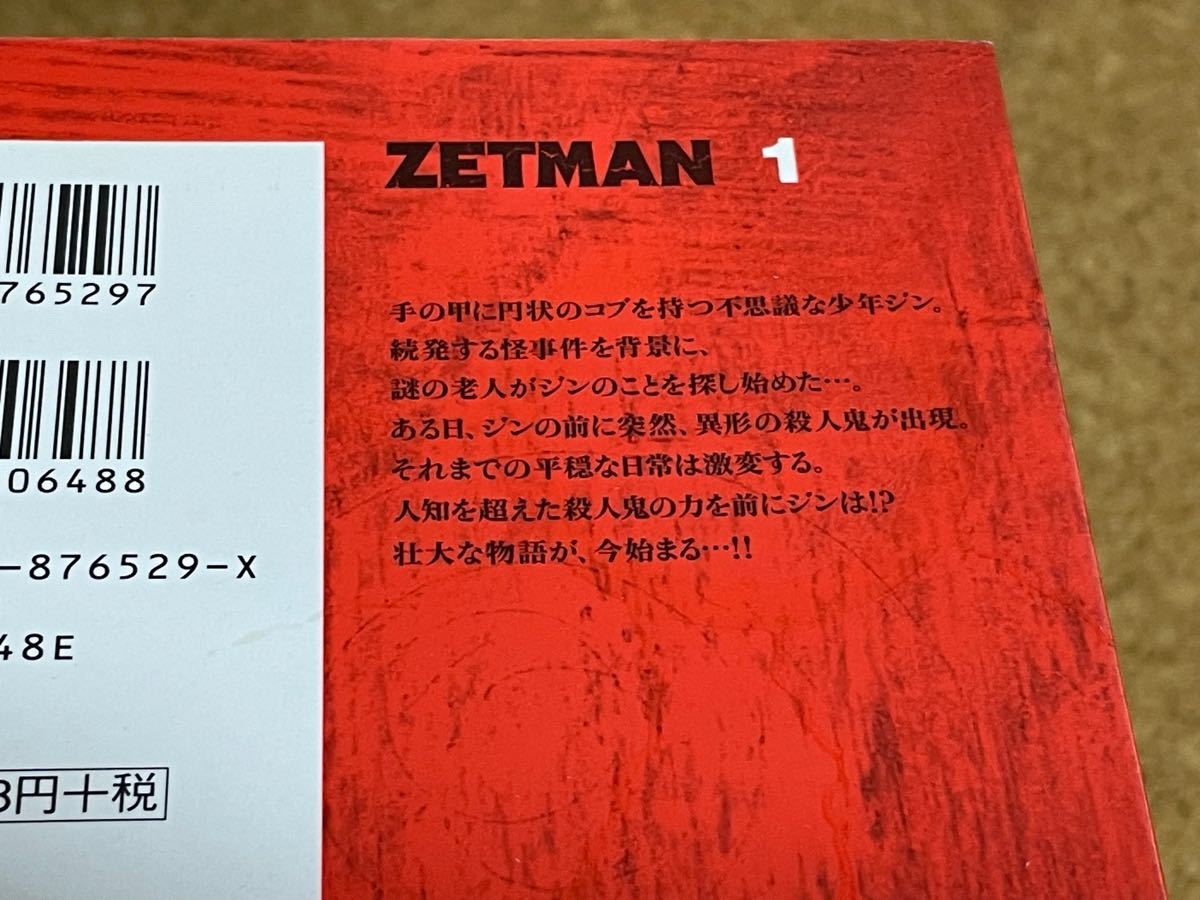 ZETMAN 1
手の甲に円状のコブを持つ不思議な少年ジン。
続発する怪事件を背景に、
謎の老人がジンのことを探し始めた…。
ある日、ジンの前に突然、異形の殺人鬼が出現。
それまでの平穏な日常は激変する。
人知を超えた殺人鬼の力を前にジンは!?
壮大な物語が、今始まる…!!
765297
06488
-876529-X
48E
8円十税